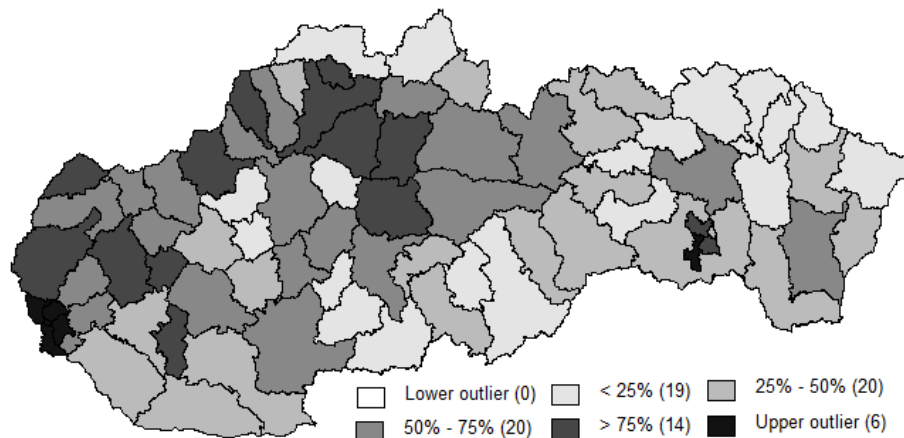 Lower outlier (0) < 25% (19) 25% - 50% (20)
50% - 75% (20) > 75% (14) Upper outlier (6)